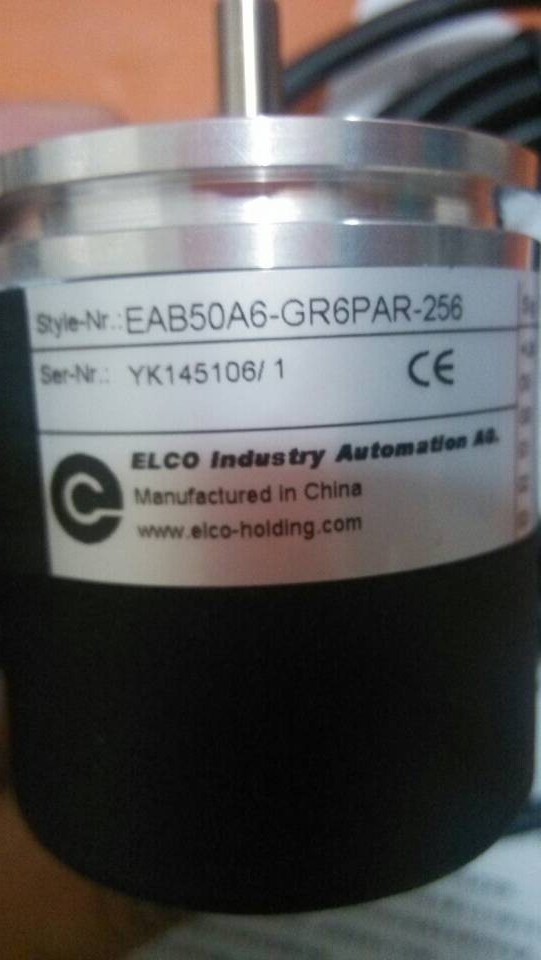 Style-Nr.: EAB50A6-GR6PAR-256
Ser-Nr.: YK145106/ 1
CE
ELCO Industry Automation AG.
Manufactured in China
www.elco-holding.com